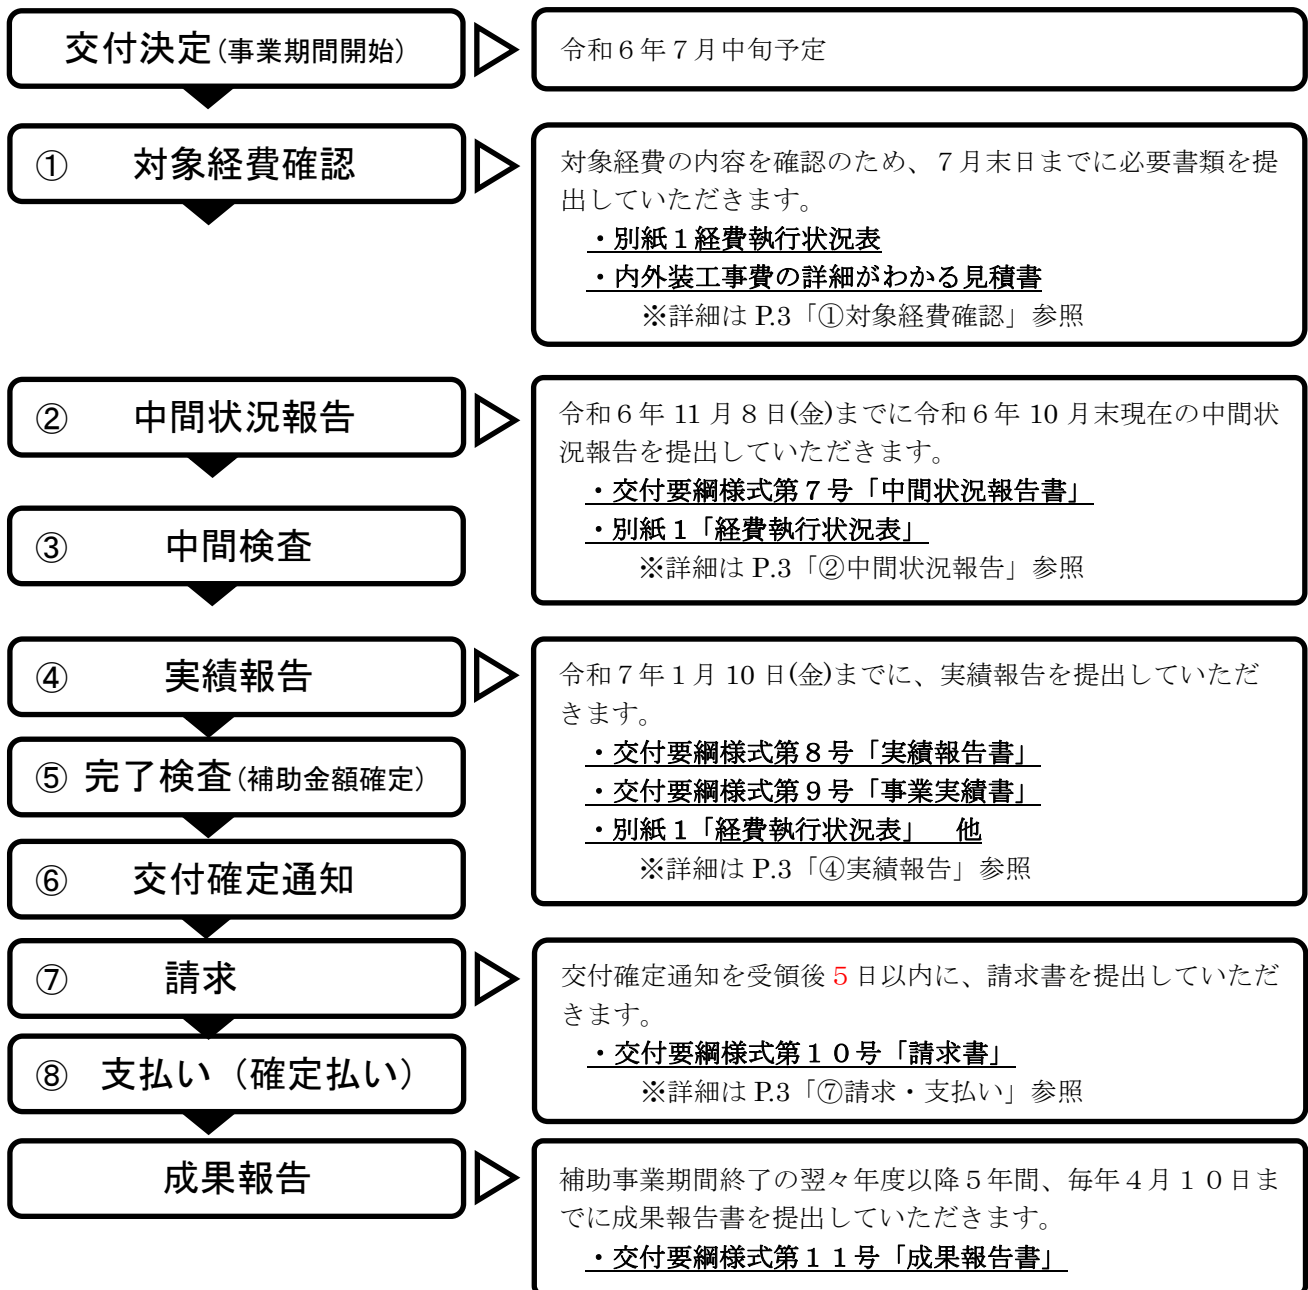 交付決定(事業期間開始)
令和６年７月中旬予定
① 対象経費確認
対象経費の内容を確認のため、７月末日までに必要書類を提
出していただきます。
・別紙１経費執行状況表
・内外装工事費の詳細がわかる見積書
※詳細は P.3「①対象経費確認」参照
② 中間状況報告
令和６年 11 月８日(金)までに令和６年 10 月末現在の中間状
況報告を提出していただきます。
・交付要綱様式第７号「中間状況報告書」
・別紙１「経費執行状況表」
※詳細は P.3「②中間状況報告」参照
③ 中間検査
④ 実績報告
令和７年１月 10 日(金)までに、実績報告を提出していただ
きます。
・交付要綱様式第８号「実績報告書」
・交付要綱様式第９号「事業実績書」
・別紙１「経費執行状況表」　他
※詳細は P.3「④実績報告」参照
⑤ 完了検査(補助金額確定)
⑥ 交付確定通知
⑦ 請求
交付確定通知を受領後５日以内に、請求書を提出していただ
きます。
・交付要綱様式第１０号「請求書」
※詳細は P.3「⑦請求・支払い」参照
⑧ 支払い（確定払い）
成果報告
補助事業期間終了の翌々年度以降５年間、毎年４月１０日ま
でに成果報告書を提出していただきます。
・交付要綱様式第１１号「成果報告書」